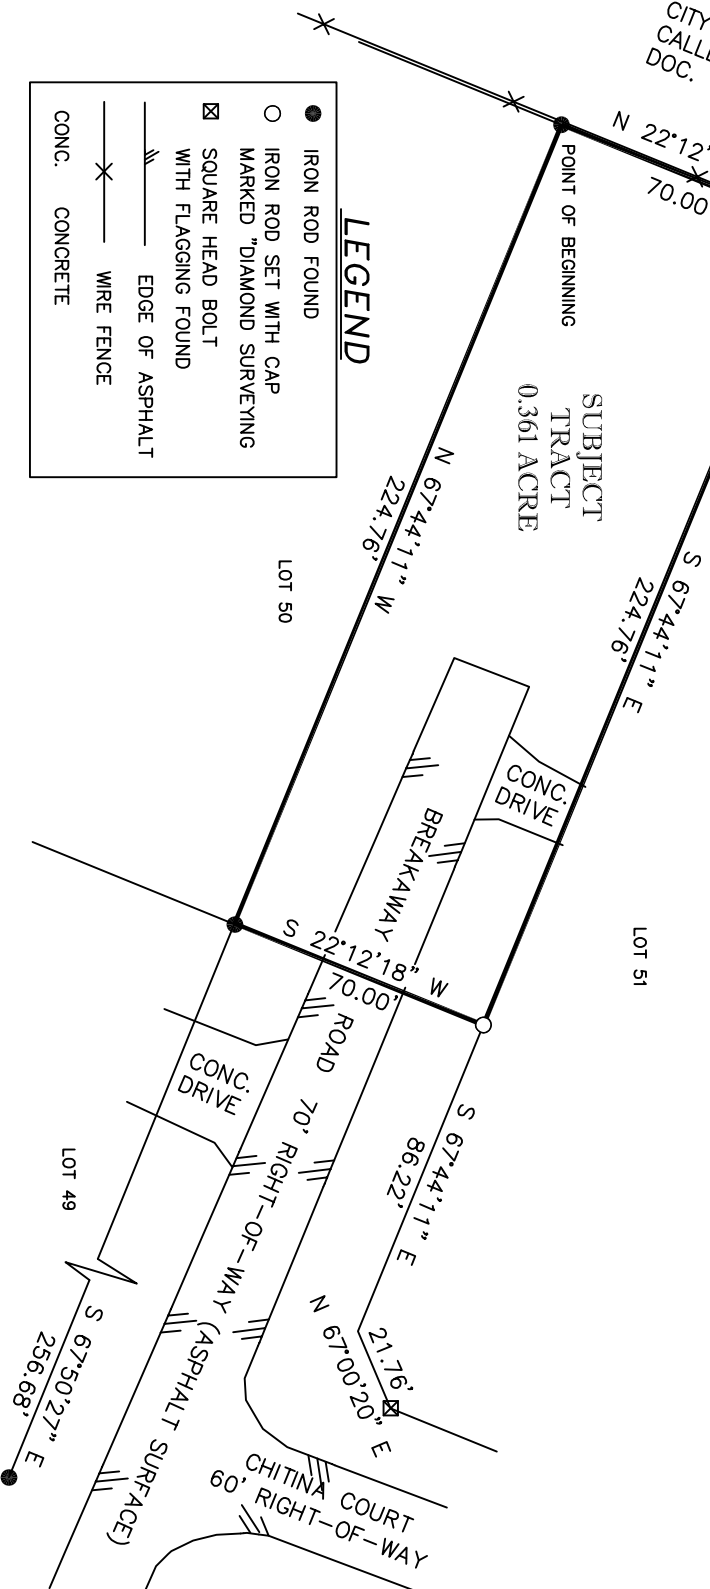 CITY
CALL
DOC.
N 22°12'
70.00
POINT OF BEGINNING
SUBJECT
TRACT
0.361 ACRE
S 67°44'11" E
224.76'
N 67°44'11" W
224.76'
LOT 50
LOT 51
LEGEND
IRON ROD FOUND
IRON ROD SET WITH CAP
MARKED "DIAMOND SURVEYING
SQUARE HEAD BOLT
WITH FLAGGING FOUND
EDGE OF ASPHALT
WIRE FENCE
CONC. CONCRETE
CONC.
DRIVE
BREAKAWAY ROAD 70' RIGHT-OF-WAY (ASPHALT SURFACE)
S 22°12'18" W
70.00'
CONC.
DRIVE
S 67°44'11" E
86.22'
21.76'
N 67°00'20" E
LOT 49
S 67°50'27" E
256.68'
CHITINA COURT
60' RIGHT-OF-WAY